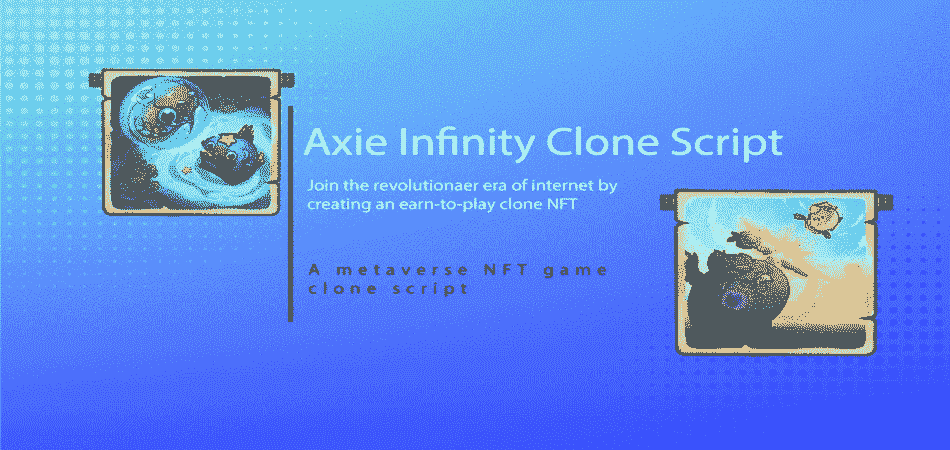 Axie Infinity Clone Script
Join the revolutionaer era of internet by
creating an earn-to-play clone NFT
A metaverse NFT game
clone script